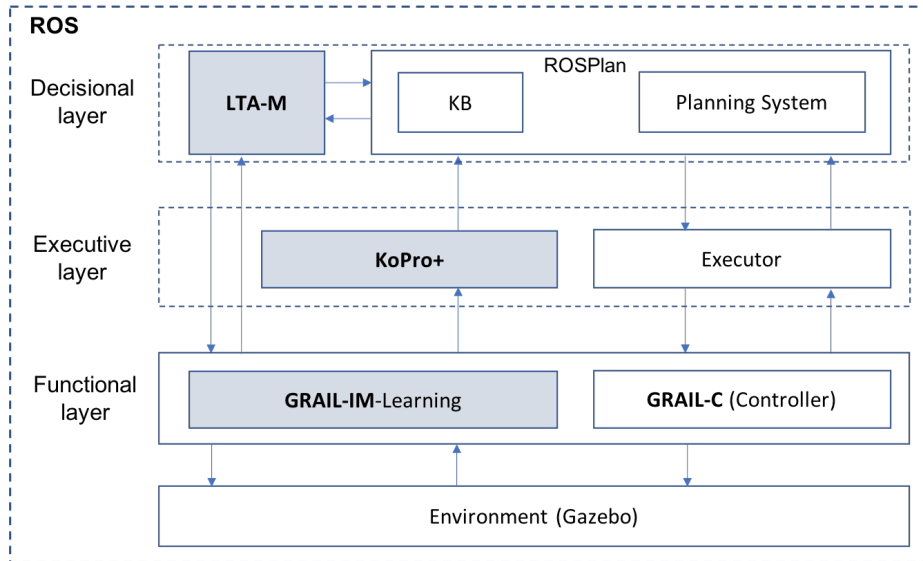 ROS
Decisional
layer
LTA-M
ROSPlan
KB
Planning System
Executive
layer
KoPro+
Executor
Functional
layer
GRAIL-IM-Learning
GRAIL-C (Controller)
Environment (Gazebo)